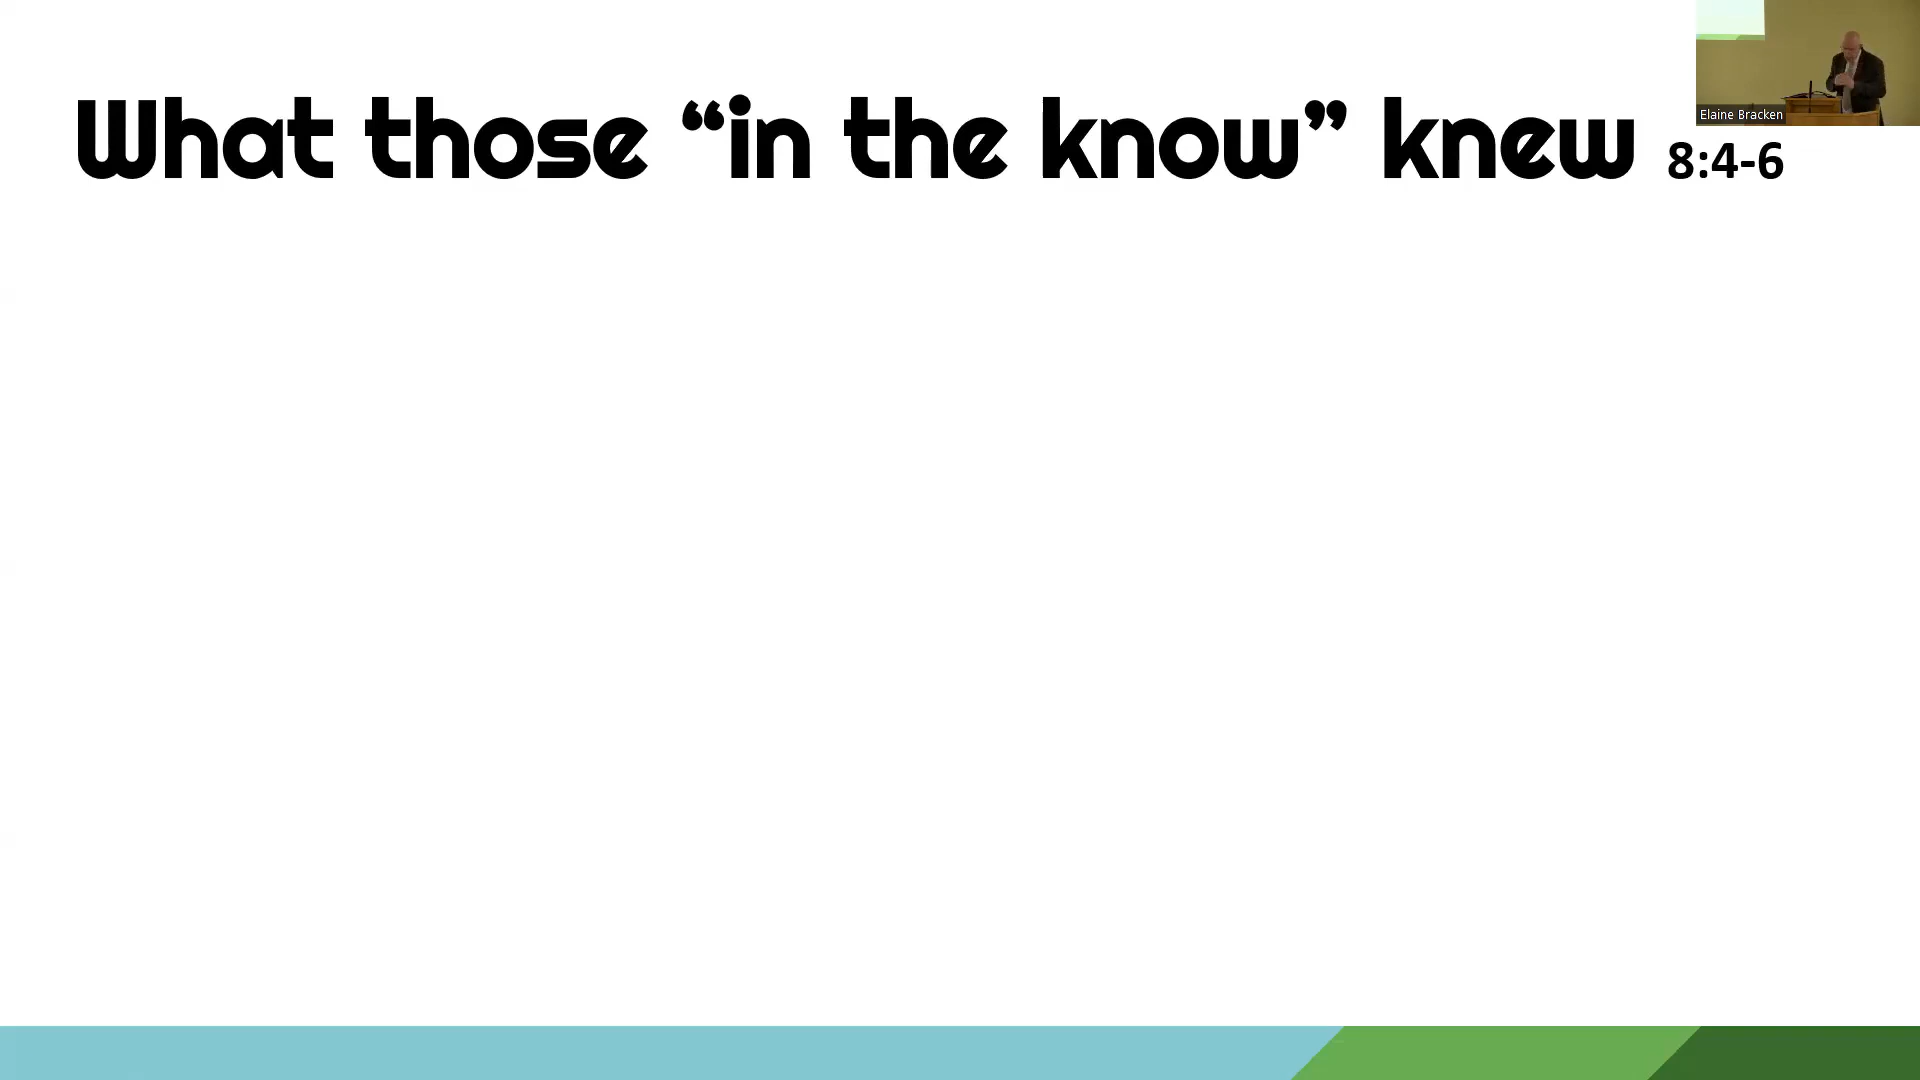 What those “in the know” knew 8:4-6
Elaine Bracken